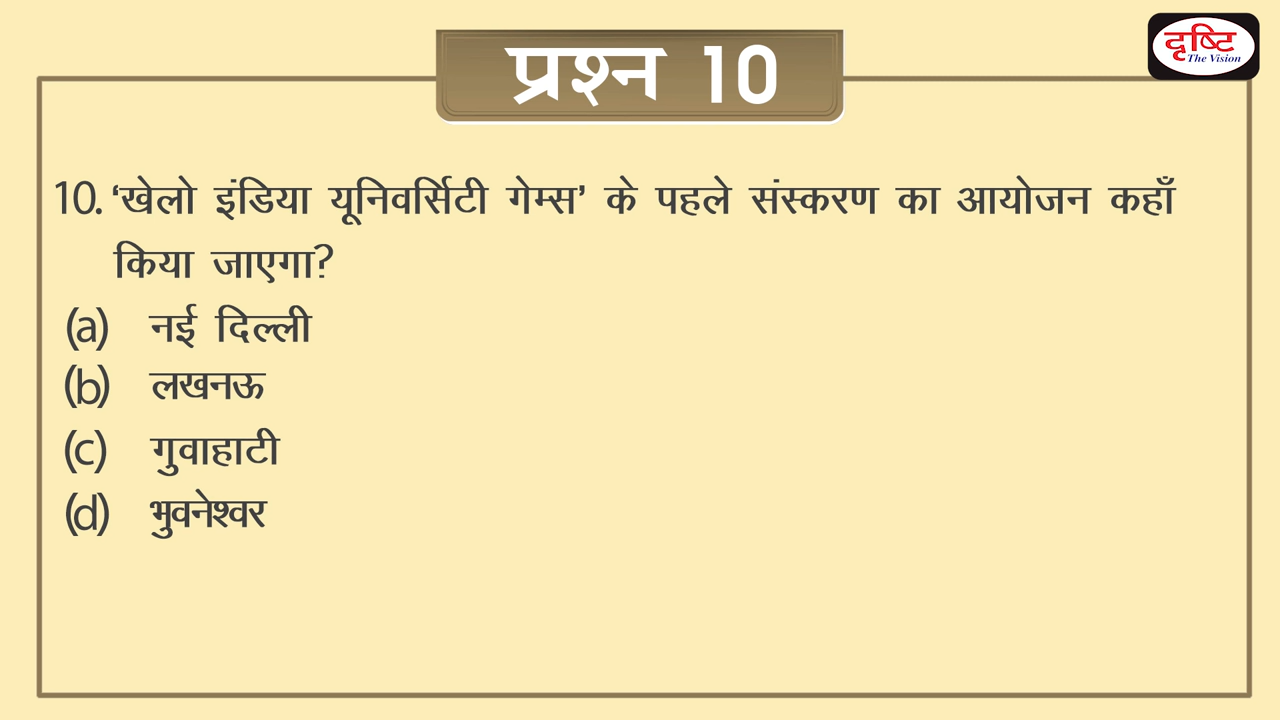 दृष्टि
The Vision
प्रश्न 10
10. ‘खेलो इंडिया यूनिवर्सिटी गेम्स’ के पहले संस्करण का आयोजन कहाँ
किया जाएगा?
(a) नई दिल्ली
(b) लखनऊ
(c) गुवाहाटी
(d) भुवनेश्वर